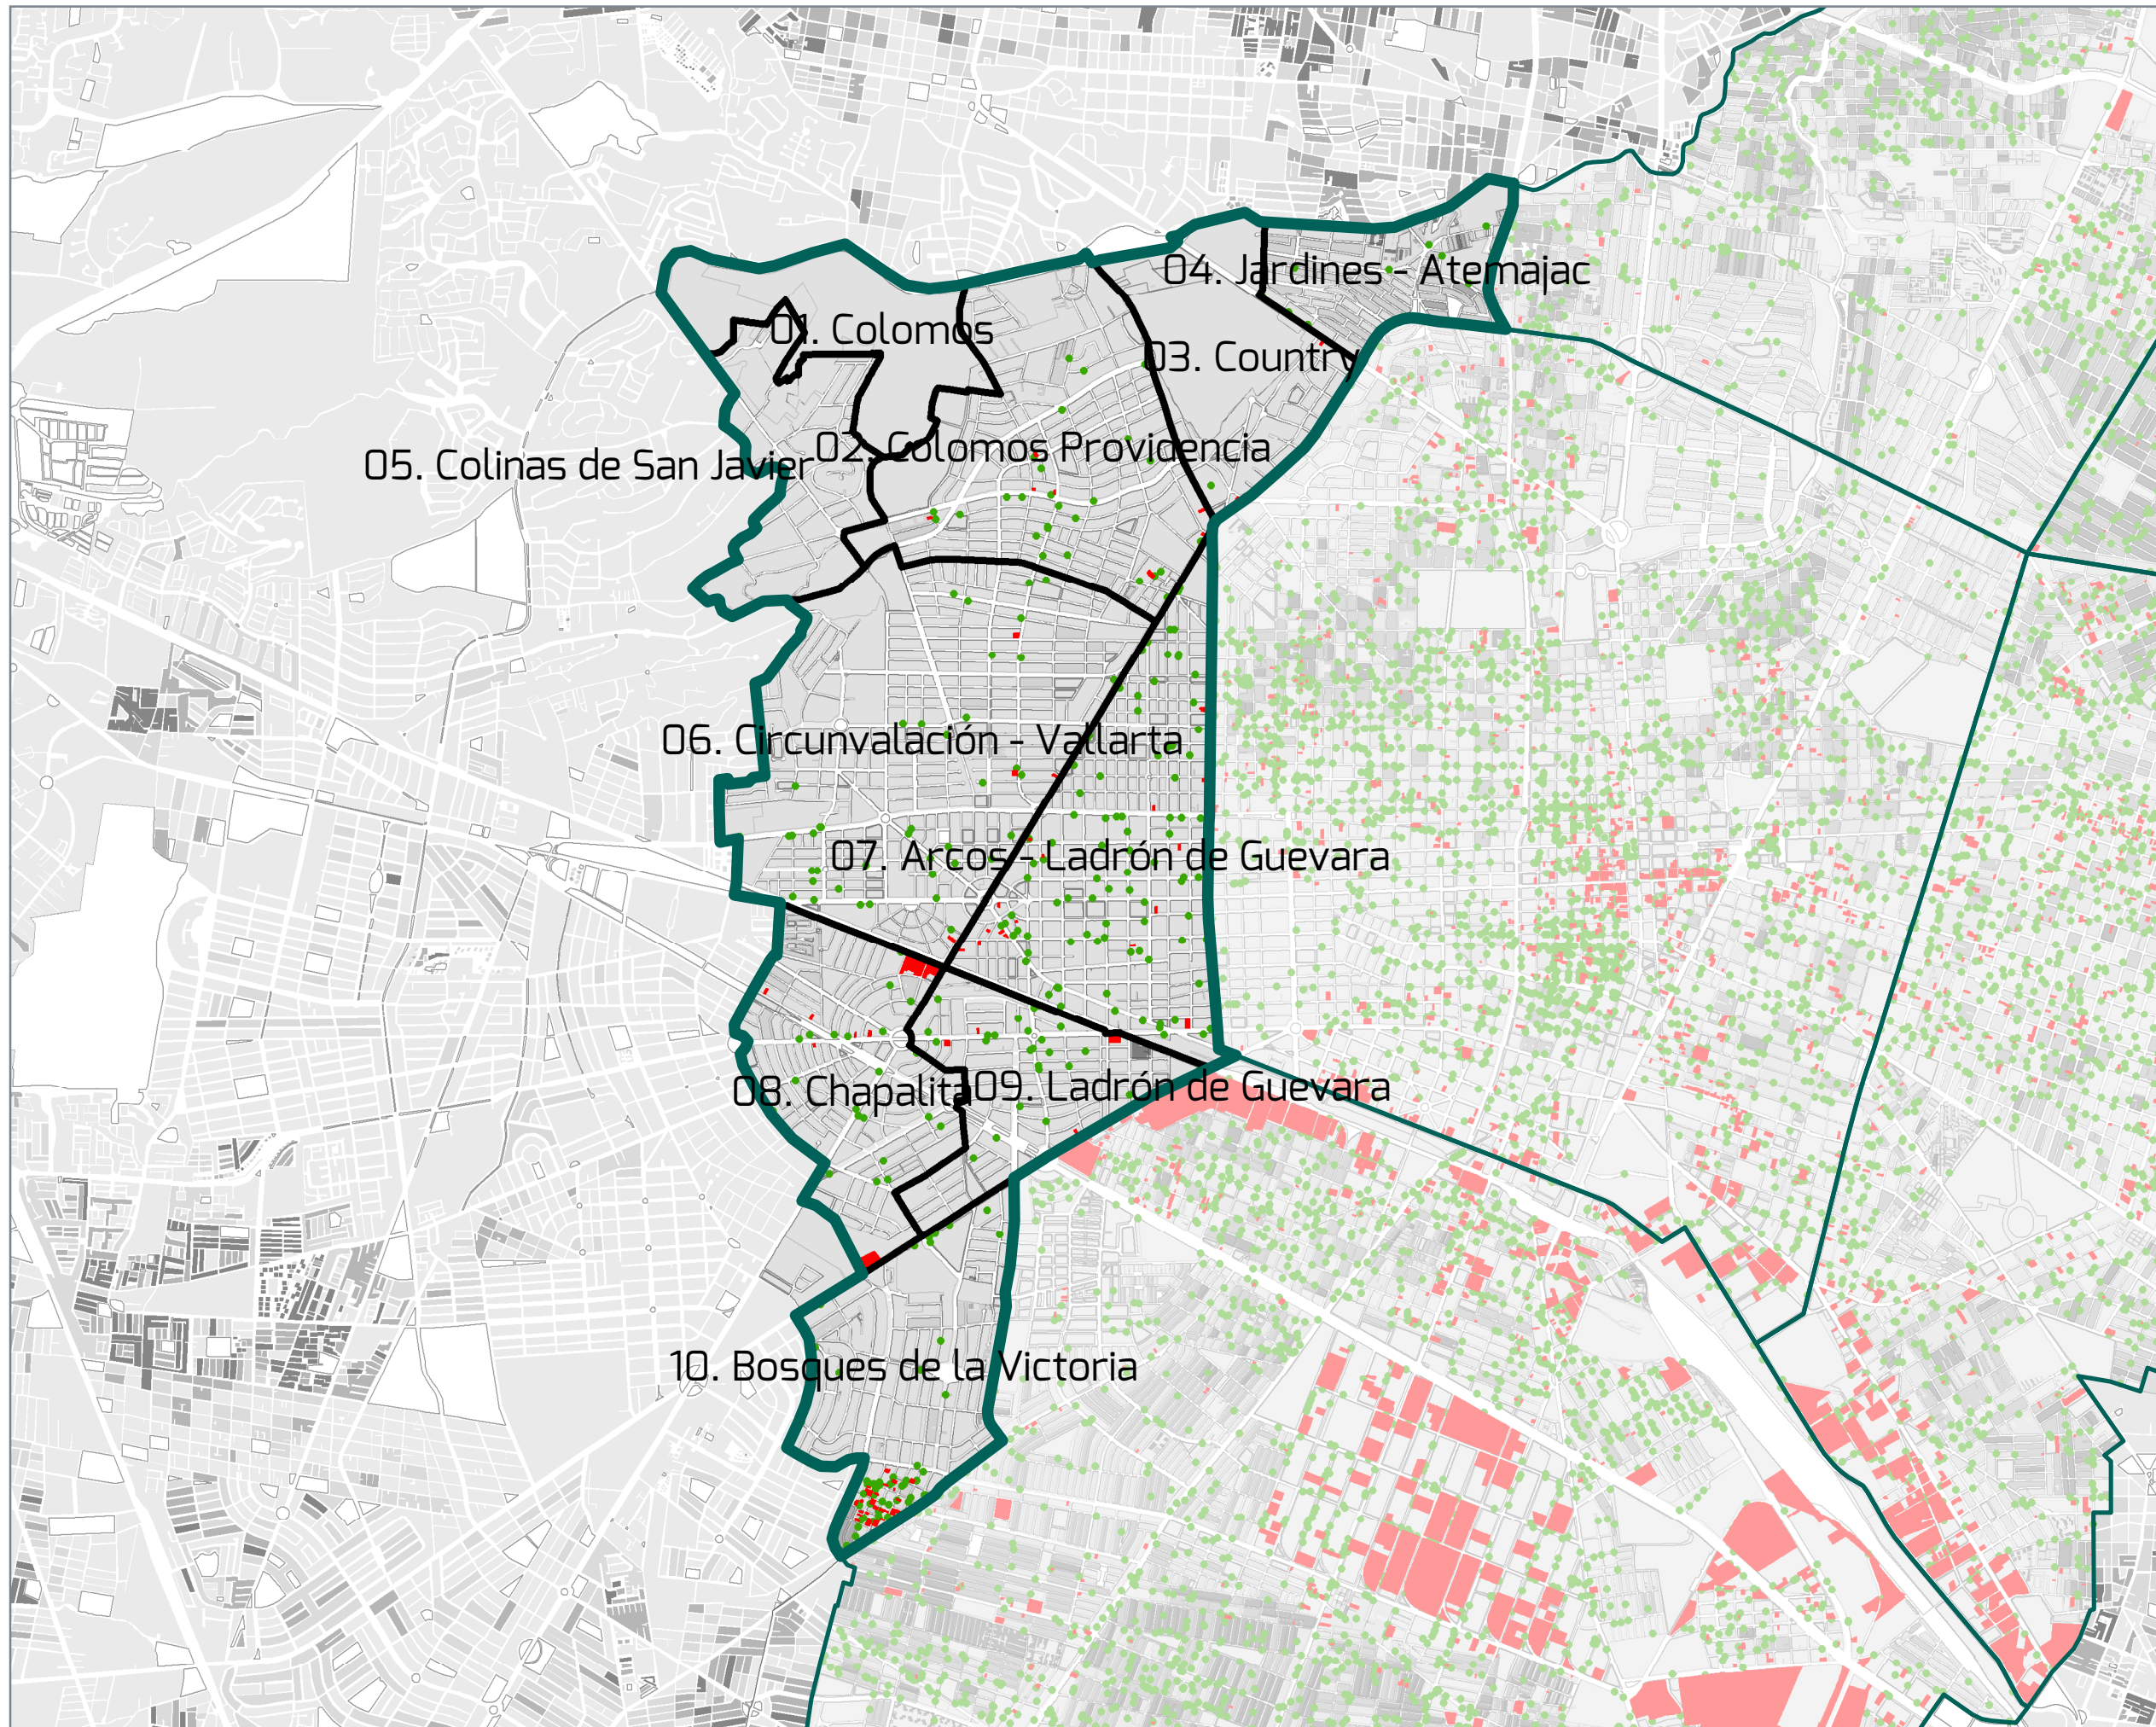 04. Jardines - Atemajac
01. Colomos
03. Country
02. Colomos Providencia
05. Colinas de San Javier
06. Circunvalación - Vallarta
07. Arcos - Ladrón de Guevara
08. Chapalita
09. Ladrón de Guevara
10. Bosques de la Victoria